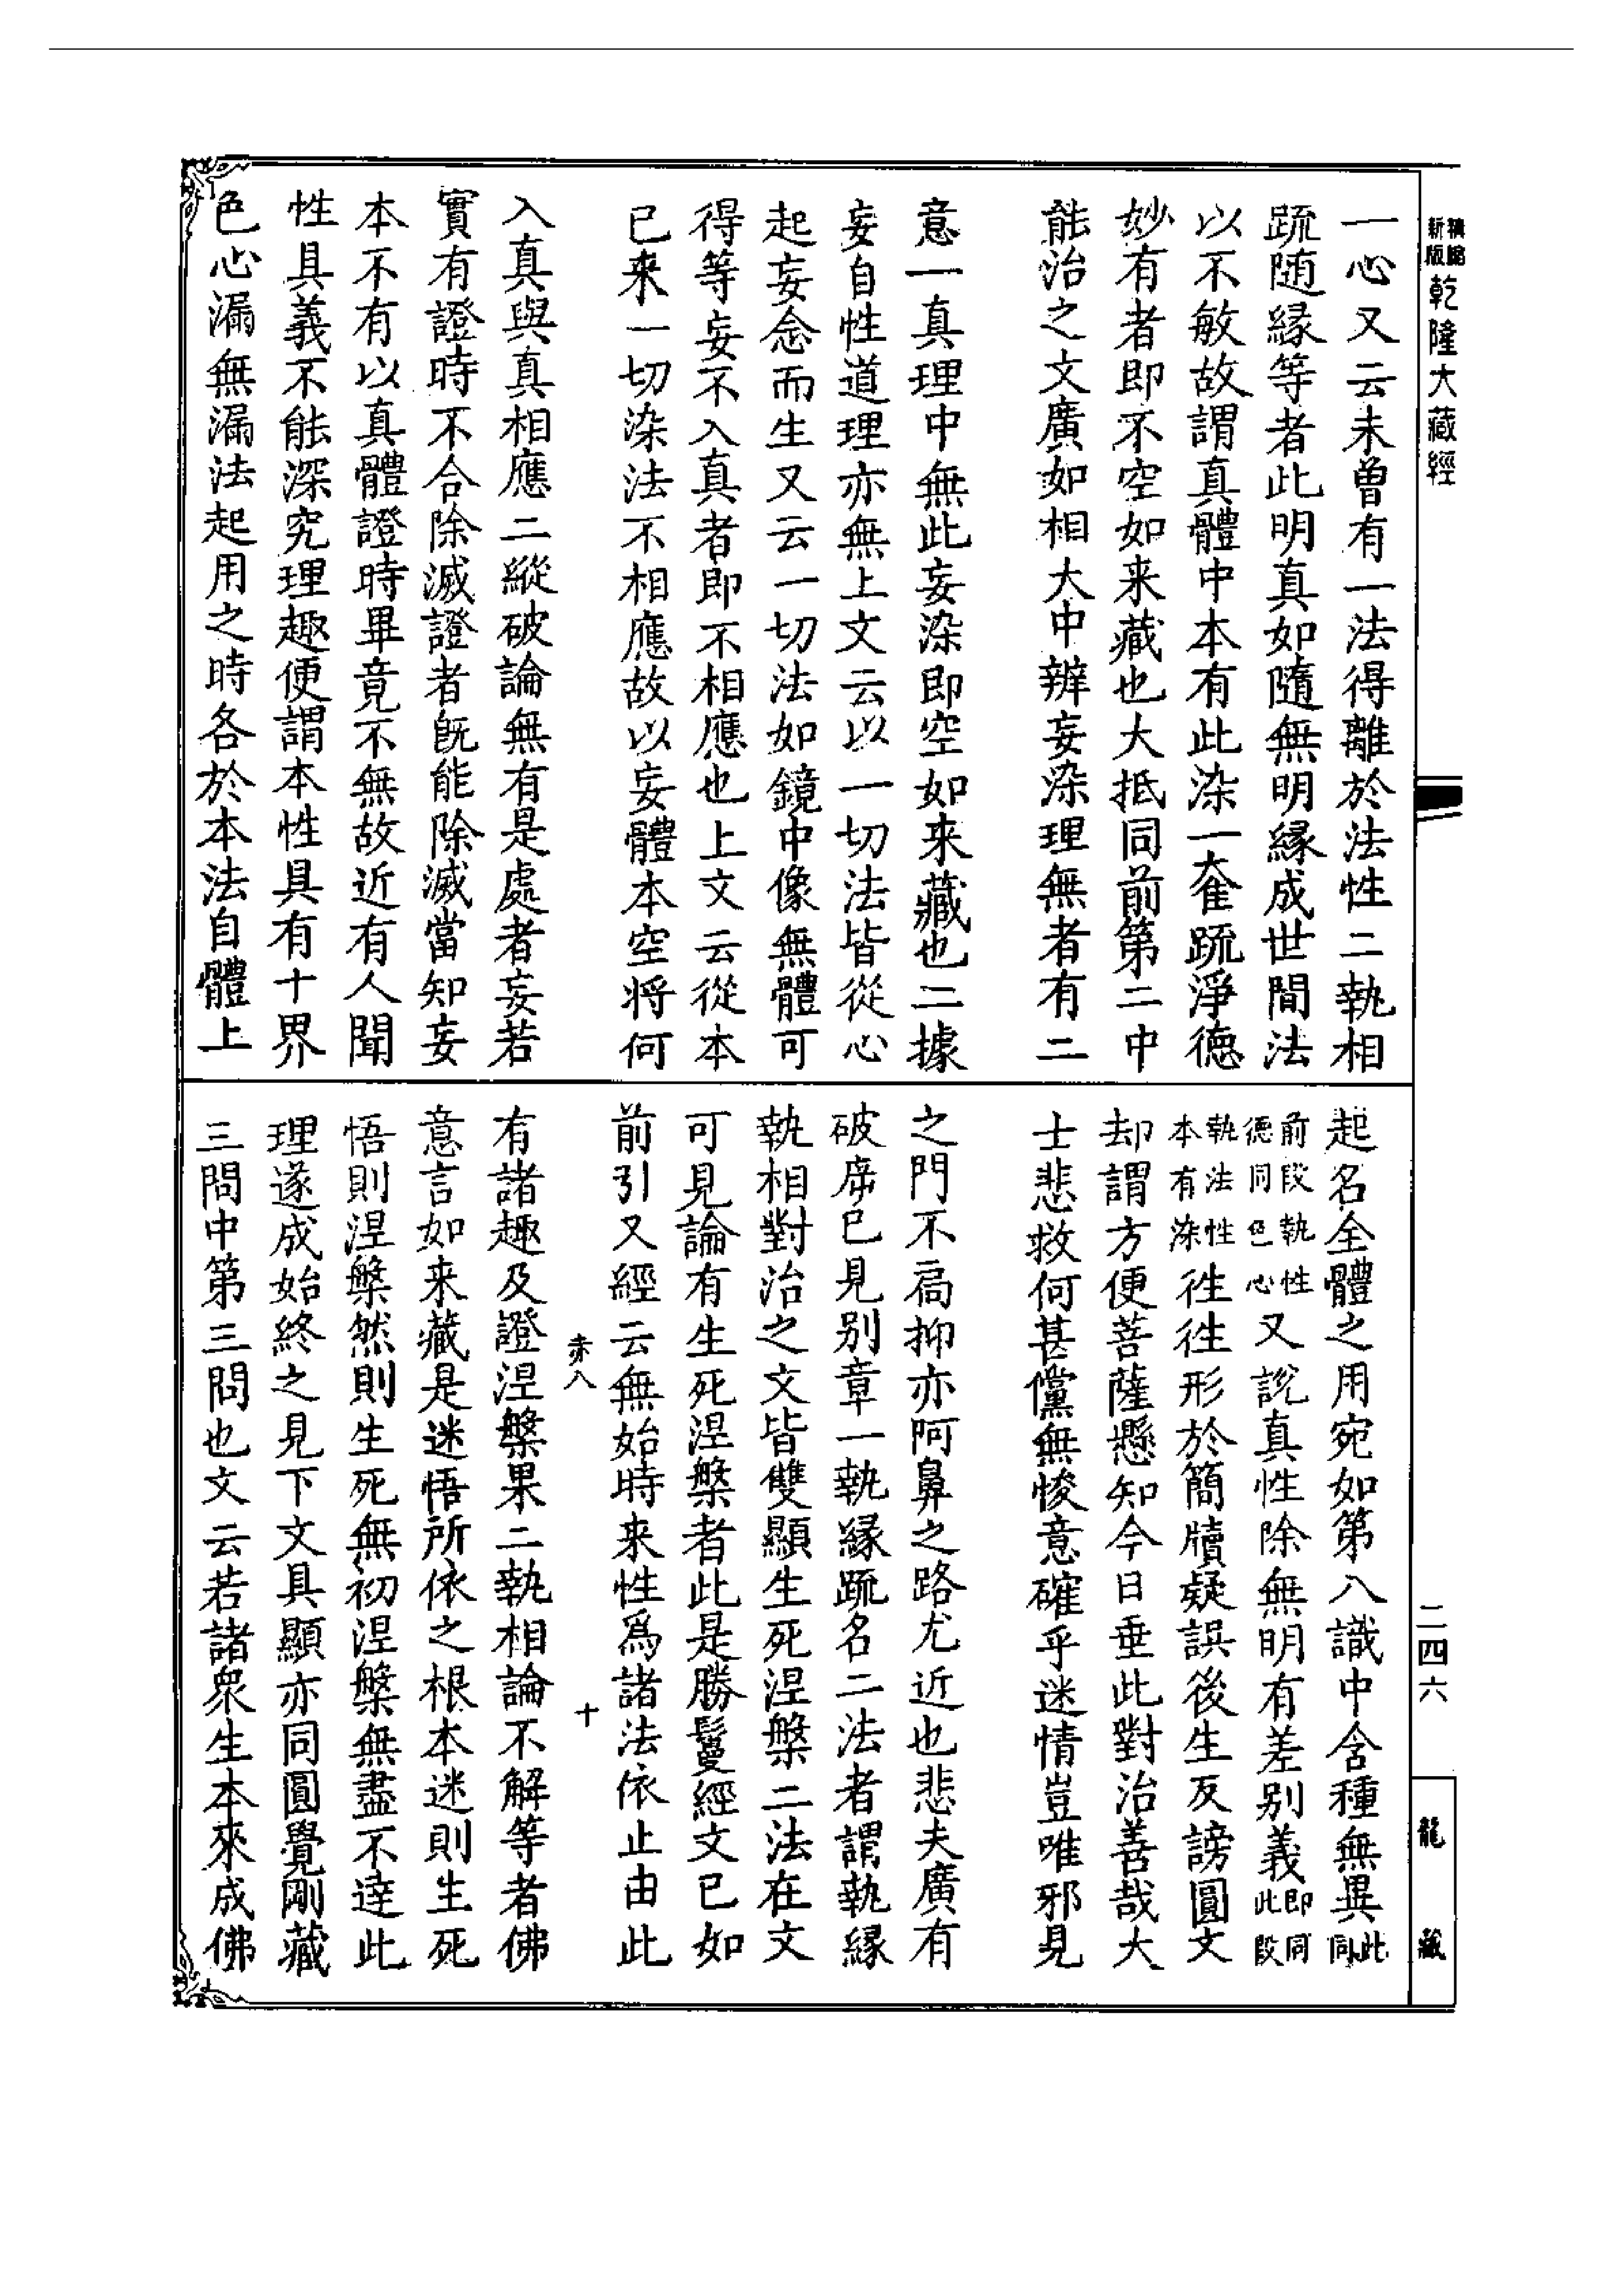 新版
乾隆大藏經
一心又云未曾有一法得離於法性二執相
䟽隨緣等者此明真如隨無明緣成世間法
以不敏故謂真體中本有此染一奞䟽淨德
妙有者即不空如来藏也大抵同前第二中
能治之文廣如相大中辨妄染理無者有二
意一真理中無此妄染即空如来藏也二據
妄自性道理亦無上文云以一切法皆從心
起妄念而生又云一切法如鏡中像無體可
得等妄不入真者即不相應也上文云從本
已来一切染法不相應故以妄體本空将何
入真與真相應二縱破論無有是處者妄若
實有證時不合除滅證者既能除滅當知妄
本不有以真體證時畢竟不無故近有人聞
性具義不能深究理趣便謂本性具有十界
色心漏無漏法起用之時各於本法自體上
起名全體之用宛如第八識中含種無異此同
前段執性德同色心又說真性除無明有差别義即同此段
執法性本有染徃徃形於簡牘疑誤後生反謗圓文
却謂方便菩薩懸知今日垂此對治善哉大
士悲救何甚儻無悛意確乎迷情豈唯邪見
之門不扃抑亦阿鼻之路尤近也悲夫廣有
破席已見别章一執緣䟽名二法者謂執緣
執相對治之文皆雙顯生死涅槃二法在文
可見論有生死涅槃者此是勝鬘經文已如
前引又經云無始時来性爲諸法依止由此
有諸趣及證涅槃果二執相論不解等者佛
意言如来藏是迷悟所依之根本迷則生死
悟則涅槃然則生死無初涅槃無盡不達此
理遂成始終之見下文具顯亦同圓覺剛藏
三問中第三問也文云若諸衆生本來成佛
十
二四六
龍藏